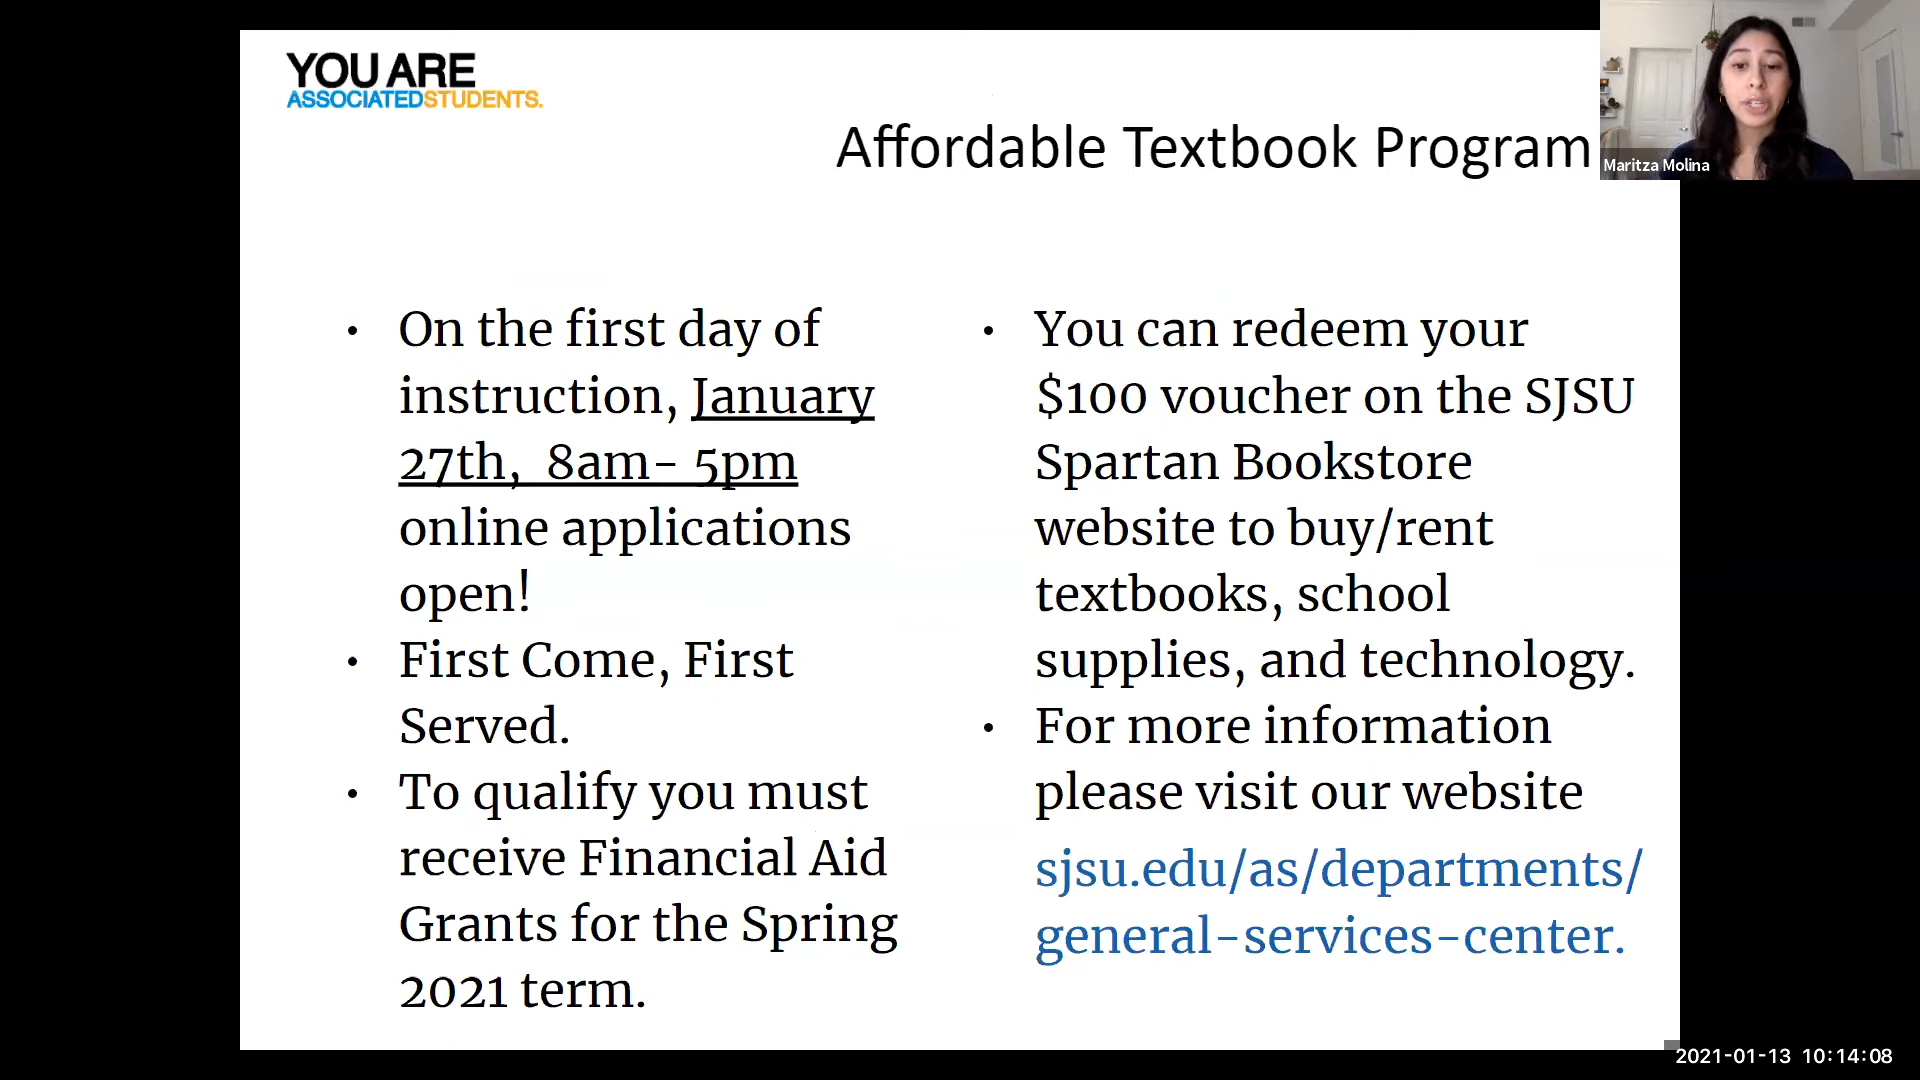 YOU ARE
ASSOCIATEDSTUDENTS.
Affordable Textbook Program
Maritza Molina
• On the first day of
instruction, January
27th,  8am- 5pm
online applications
open!
• First Come, First
Served.
• To qualify you must
receive Financial Aid
Grants for the Spring
2021 term.
• You can redeem your
$100 voucher on the SJSU
Spartan Bookstore
website to buy/rent
textbooks, school
supplies, and technology.
• For more information
please visit our website
sjsu.edu/as/departments/
general-services-center.
2021-01-13 10:14:08